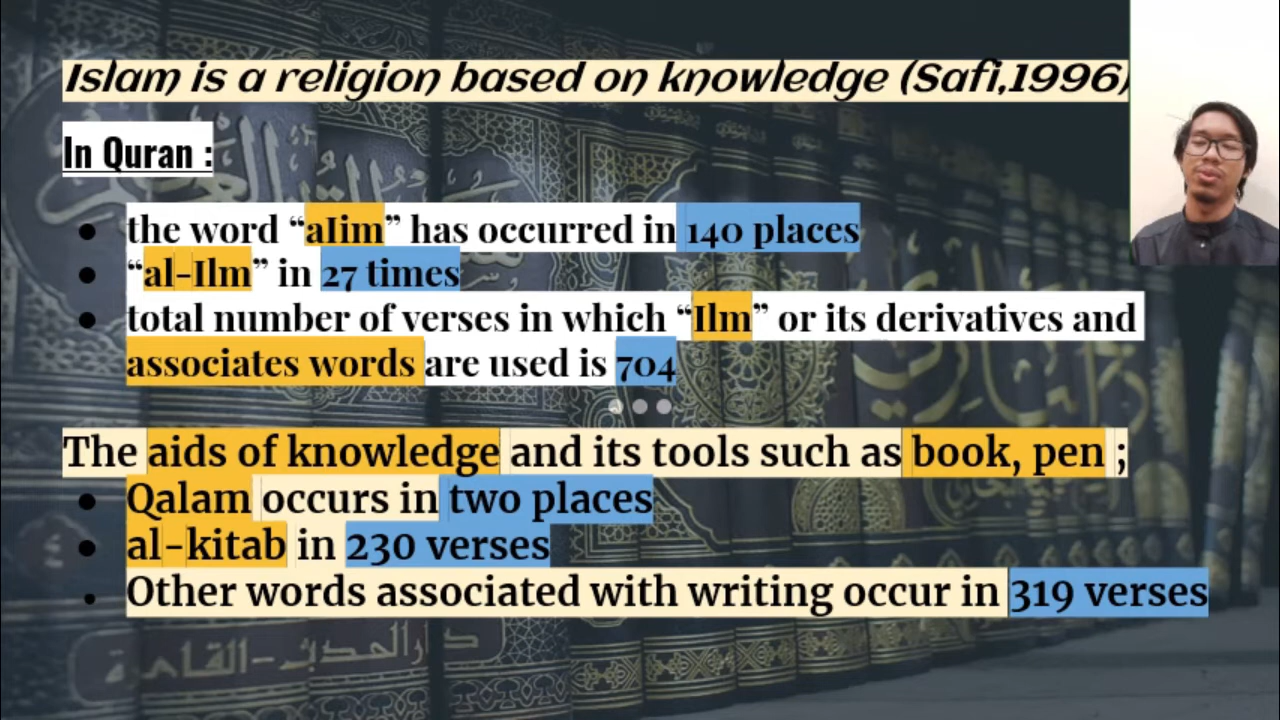 Islam is a religion based on knowledge (Safi,1996)
In Quran :
● the word “alim” has occurred in 140 places
● “al-Ilm” in 27 times
● total number of verses in which “Ilm” or its derivatives and
associates words are used is 704
The aids of knowledge and its tools such as book, pen ;
● Qalam occurs in two places
● al-kitab in 230 verses
● Other words associated with writing occur in 319 verses
دار الحديث - القاهرة